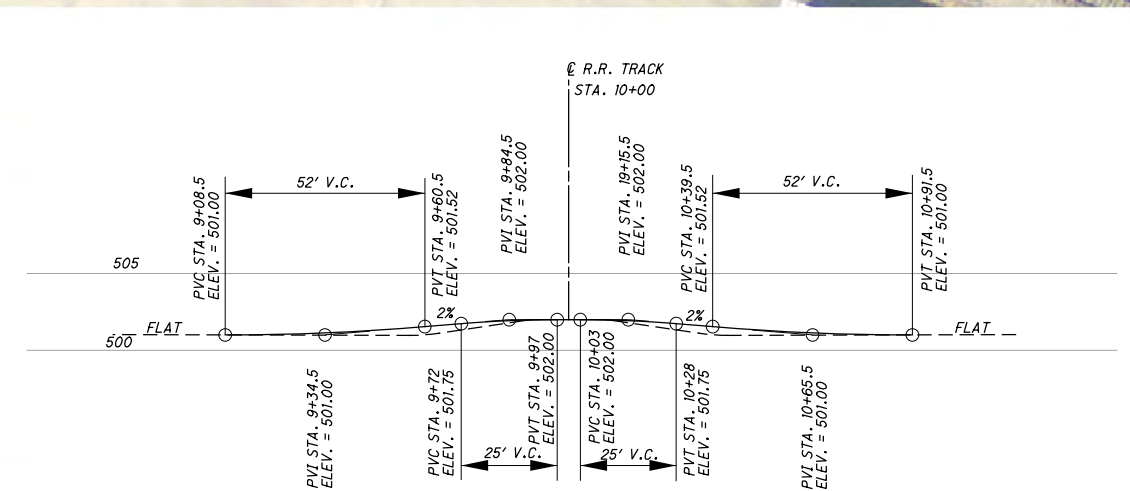 ℄ R.R. TRACK
STA. 10+00
PVC STA. 9+08.5
ELEV. = 501.00
52' V.C.
PVT STA. 9+60.5
ELEV. = 501.52
PVI STA. 9+84.5
ELEV. = 502.00
PVI STA. 19+15.5
ELEV. = 502.00
PVC STA. 10+39.5
ELEV. = 501.52
52' V.C.
PVT STA. 10+91.5
ELEV. = 501.00
505
FLAT
2%
2%
FLAT
500
PVI STA. 9+34.5
ELEV. = 501.00
PVC STA. 9+72
ELEV. = 501.75
25' V.C.
PVT STA. 9+97
ELEV. = 502.00
PVC STA. 10+03
ELEV. = 502.00
25' V.C.
PVT STA. 10+28
ELEV. = 501.75
PVI STA. 10+65.5
ELEV. = 501.00